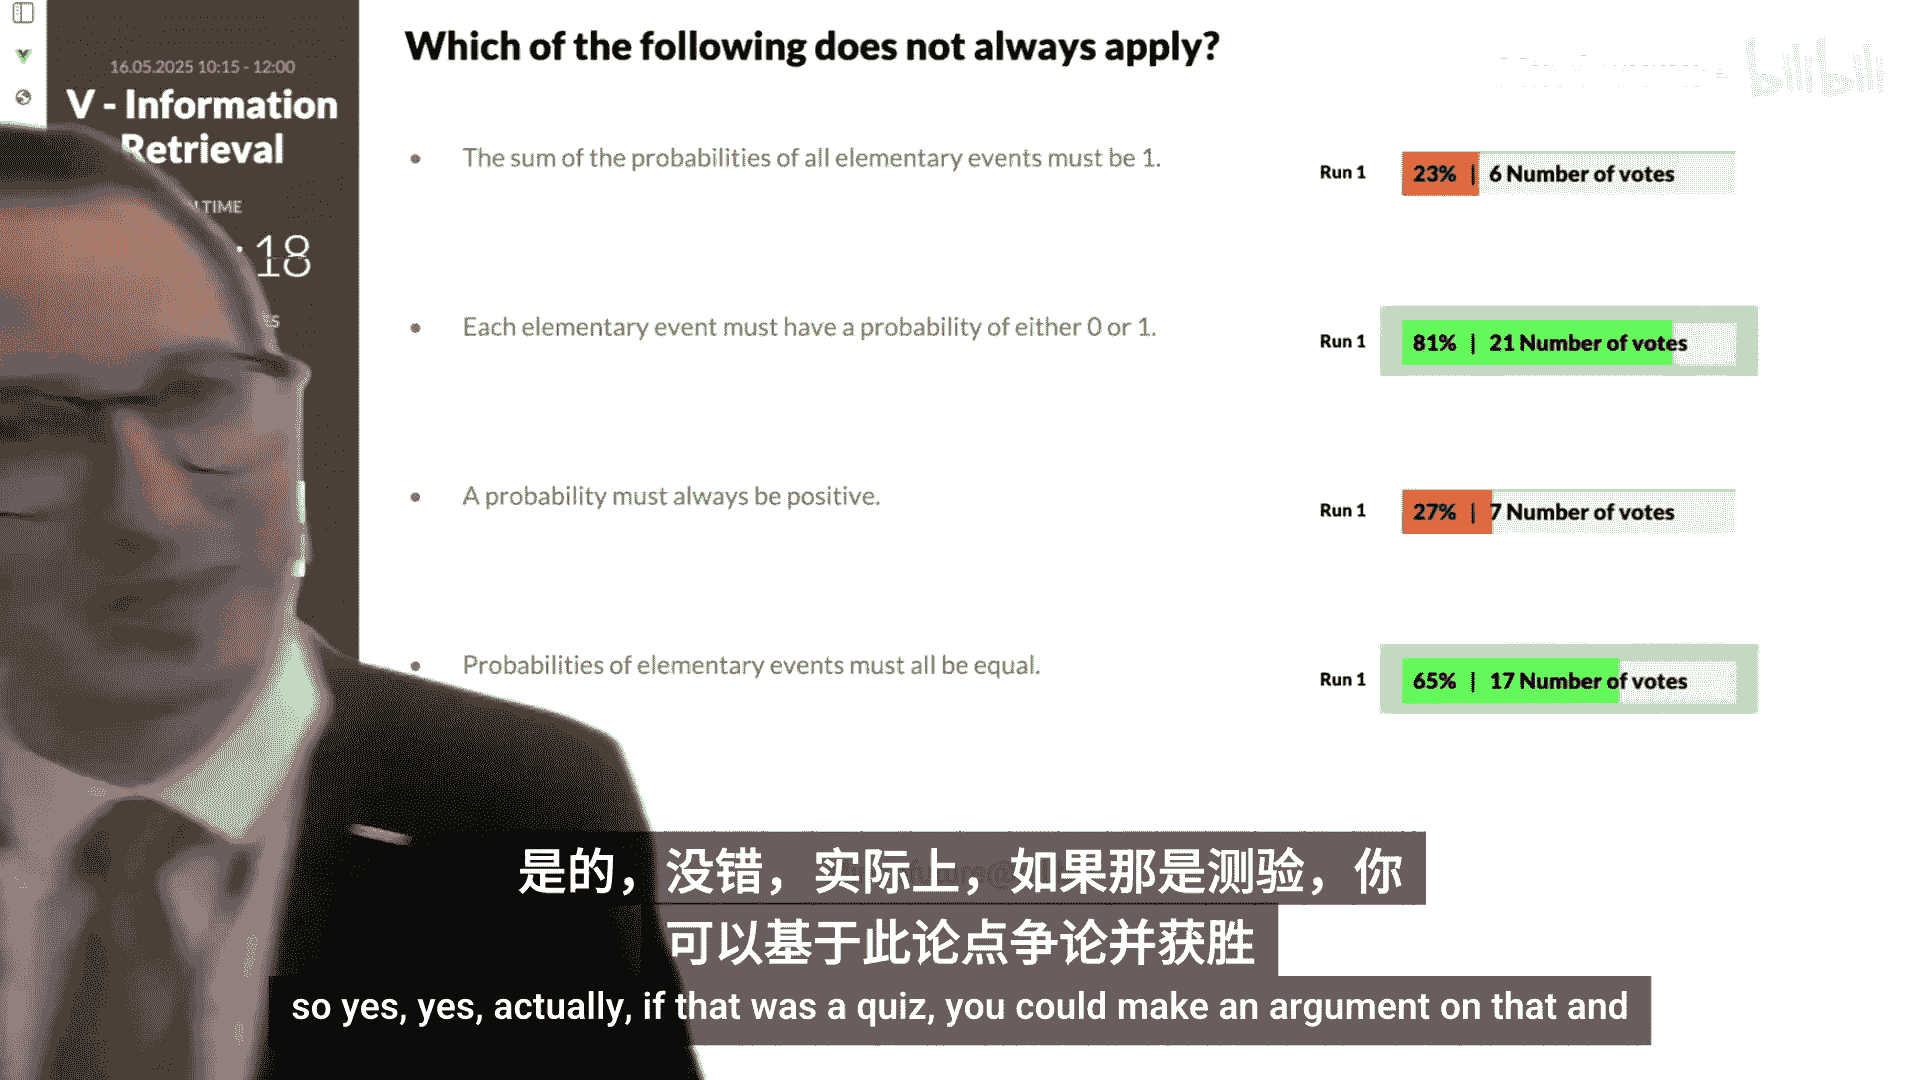 16.05.2025 10:15 - 12:00
V - Information
Retrieval
TIME
:18
Which of the following does not always apply?
bilibili
• The sum of the probabilities of all elementary events must be 1.
Run 1
23% | 6 Number of votes
• Each elementary event must have a probability of either 0 or 1.
Run 1
81% | 21 Number of votes
• A probability must always be positive.
Run 1
27% | 7 Number of votes
• Probabilities of elementary events must all be equal.
Run 1
65% | 17 Number of votes
是的，没错，实际上，如果那是测验，你
可以基于此论点争论并获胜
so yes, yes, actually, if that was a quiz, you could make an argument on that and